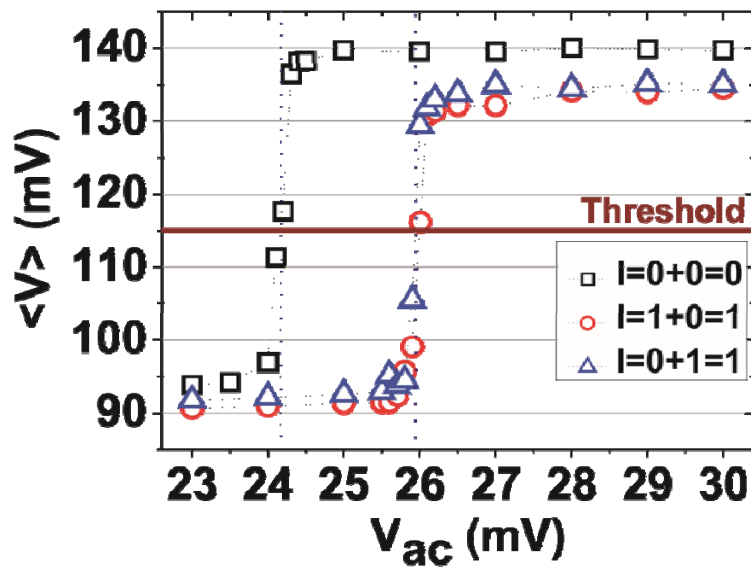 140
130
120
110
100
90
<V> (mV)
Threshold
I=0+0=0
I=1+0=1
I=0+1=1
23 24 25 26 27 28 29 30
Vac (mV)